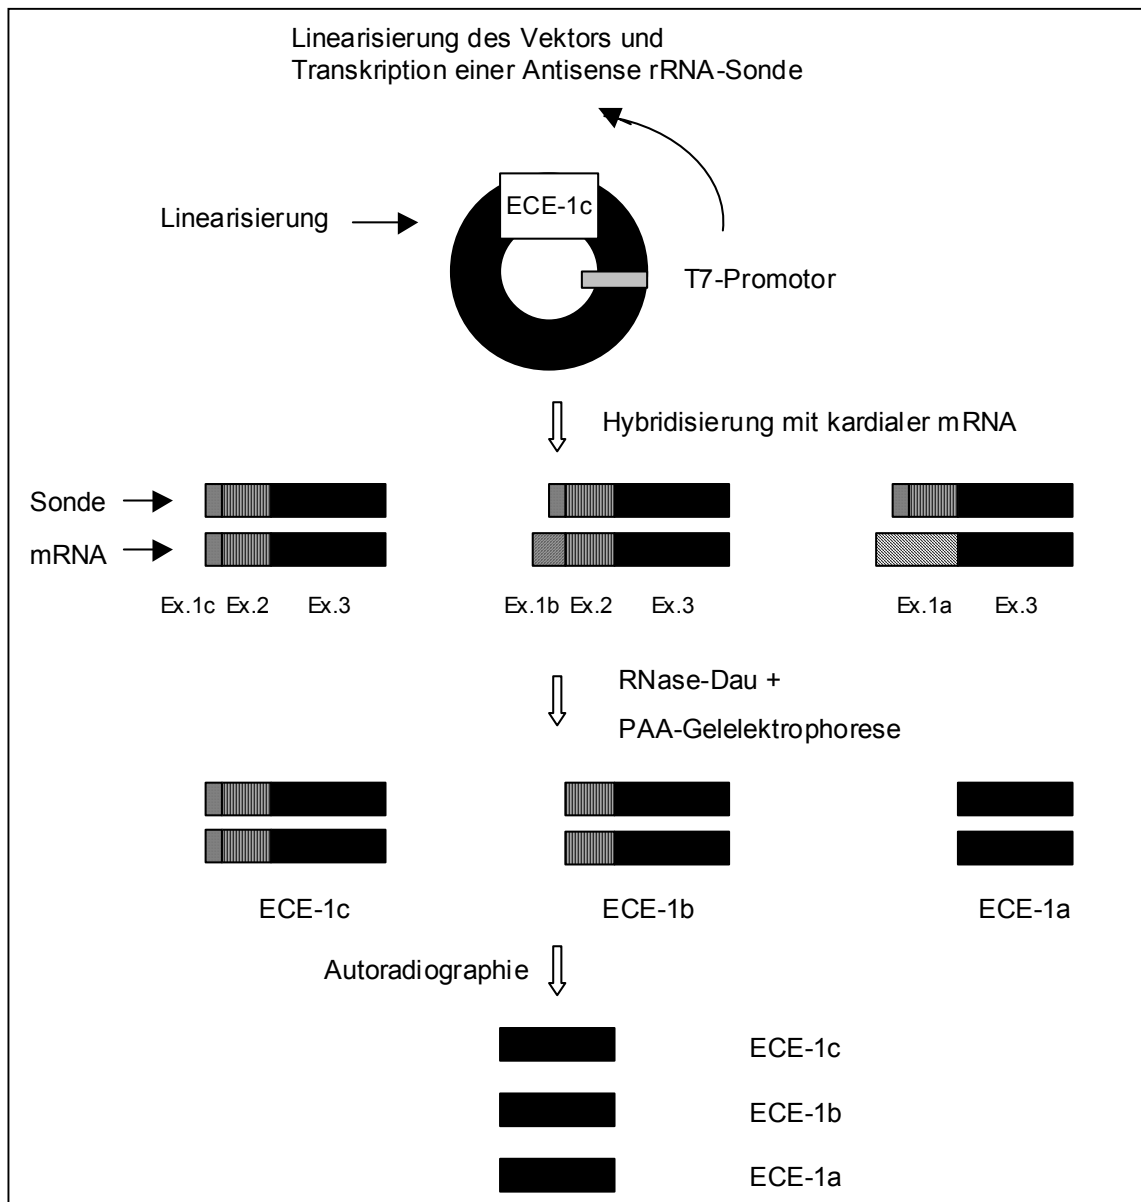 Linearisierung des Vektors und
Transkription einer Antisense rRNA-Sonde
ECE-1c
Linearisierung
T7-Promotor
Hybridisierung mit kardialer mRNA
Sonde
mRNA
Ex.1c Ex.2 Ex.3 Ex.1b Ex.2 Ex.3 Ex.1a Ex.3
RNase-Dau +
PAA-Gelelektrophorese
ECE-1c ECE-1b ECE-1a
Autoradiographie
ECE-1c
ECE-1b
ECE-1a